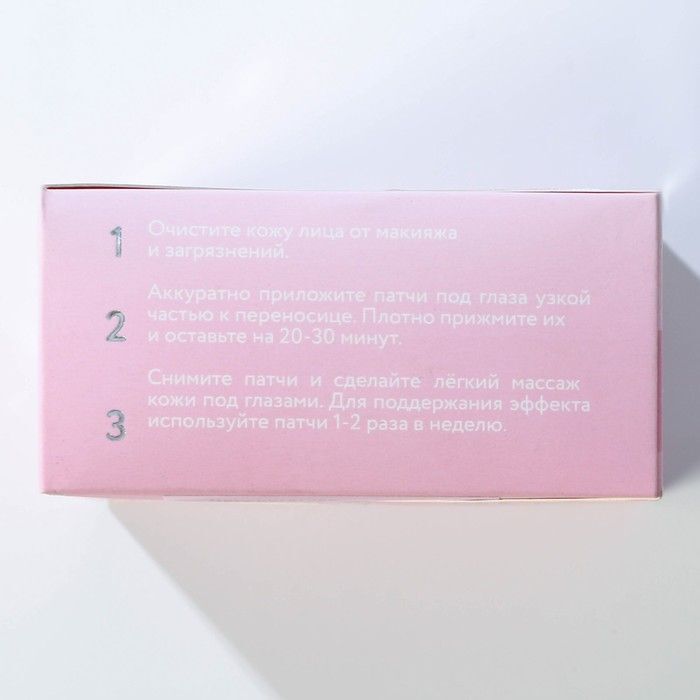 1 Очистите кожу лица от макияжа
и загрязнений.
Аккуратно приложите патчи под глаза узкой
2 частью к переносице. Плотно прижмите их
и оставьте на 20-30 минут.
Снимите патчи и сделайте лёгкий массаж
кожи под глазами. Для поддержания эффекта
3 используйте патчи 1-2 раза в неделю.